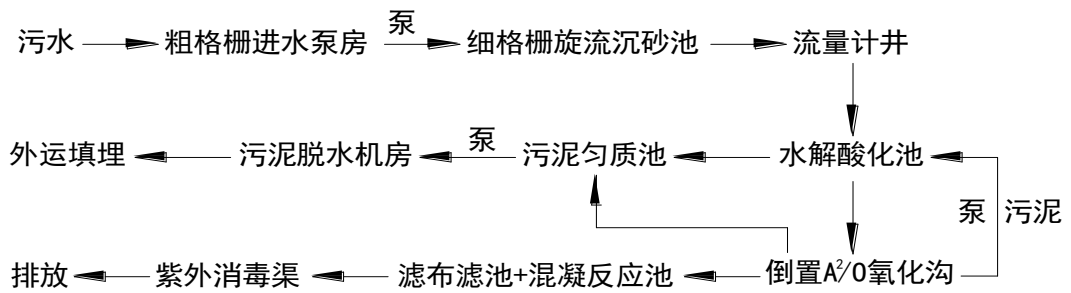 泵
污水 粗格栅进水泵房 细格栅旋流沉砂池 流量计井
泵
外运填埋 污泥脱水机房 污泥匀质池 水解酸化池
泵 污泥
排放 紫外消毒渠 滤布滤池+混凝反应池 倒置A²/O氧化沟